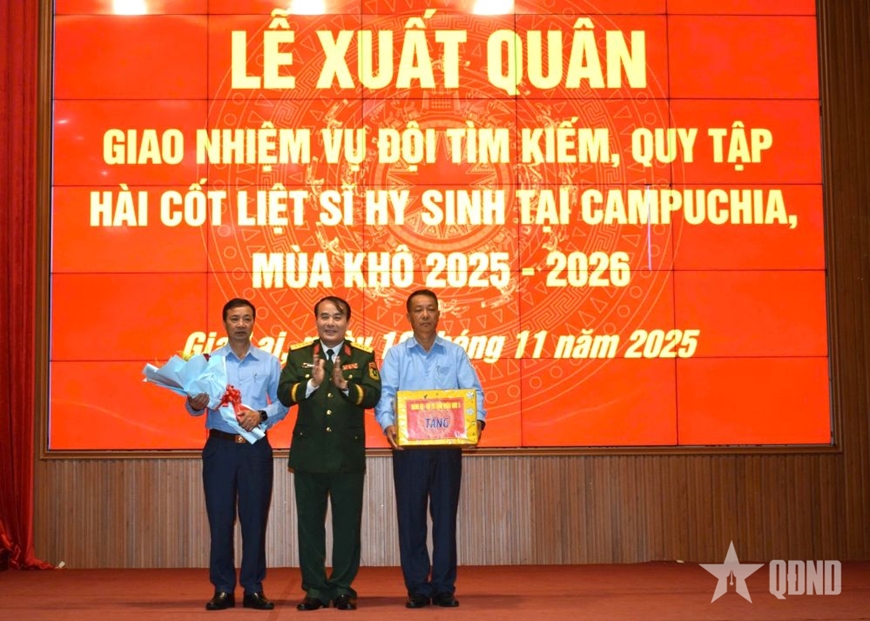 LỄ XUẤT QUÂN
GIAO NHIỆM VỤ ĐỘI TÌM KIẾM, QUY TẬP
HÀI CỐT LIỆT SĨ HY SINH TẠI CAMPUCHIA,
MÙA KHÔ 2025 - 2026
tháng 11 năm 2025
TẶNG
QĐND